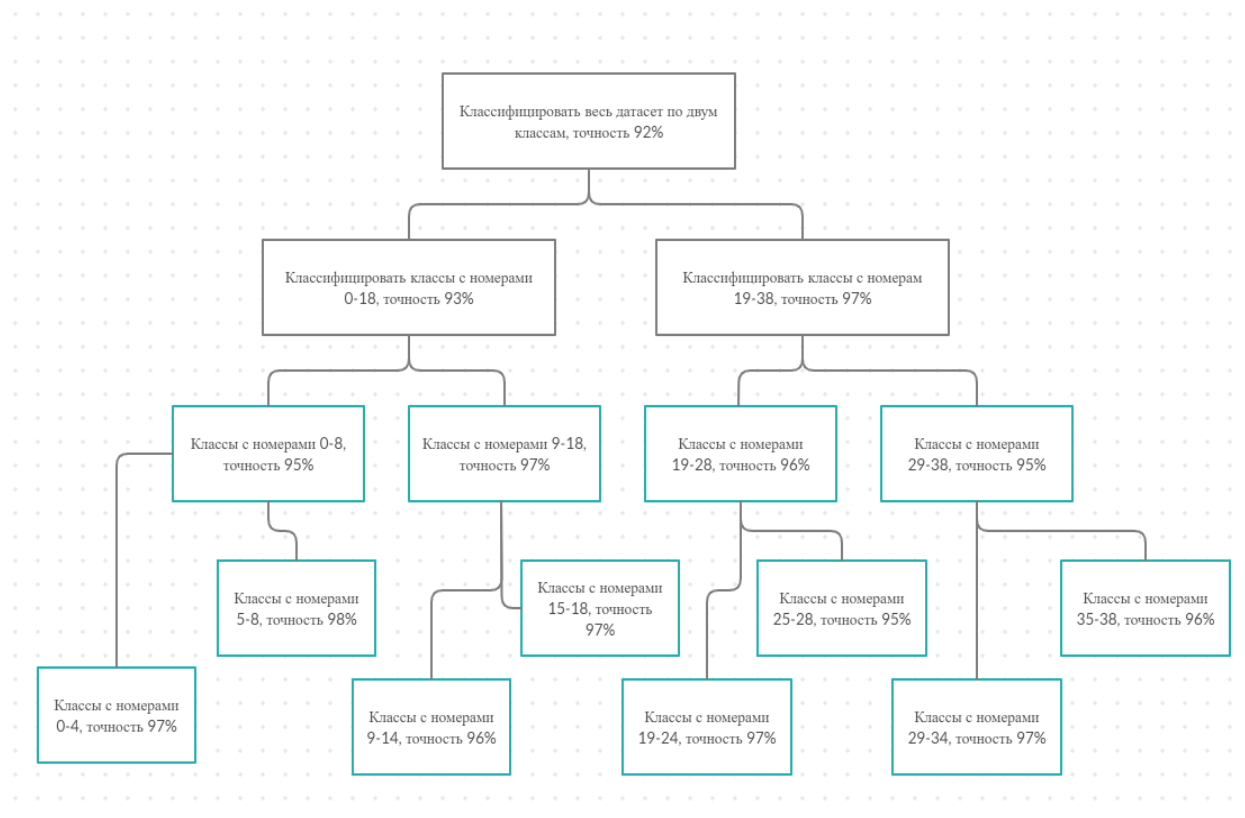 Классифицировать весь датасет по двум
классам, точность 92%
Классифицировать классы с номерами
0-18, точность 93%
Классифицировать классы с номерам
19-38, точность 97%
Классы с номерами 0-8,
точность 95%
Классы с номерами 9-18,
точность 97%
Классы с номерами
19-28, точность 96%
Классы с номерами
29-38, точность 95%
Классы с номерами
5-8, точность 98%
Классы с номерами
15-18, точность
97%
Классы с номерами
25-28, точность 95%
Классы с номерами
35-38, точность 96%
Классы с номерами
0-4, точность 97%
Классы с номерами
9-14, точность 96%
Классы с номерами
19-24, точность 97%
Классы с номерами
29-34, точность 97%